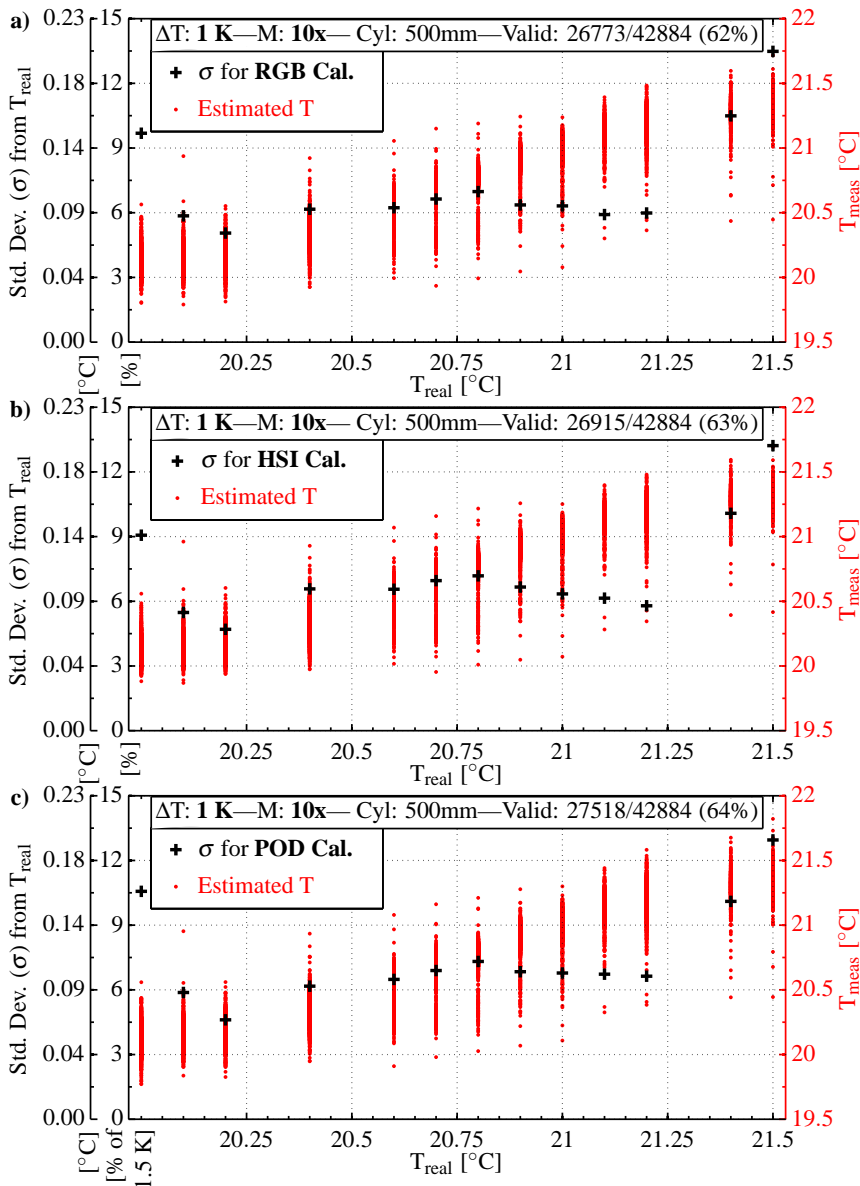 a)
ΔT: 1 K—M: 10x— Cyl: 500mm—Valid: 26773/42884 (62%)
σ for RGB Cal.
Estimated T
Std. Dev. (σ) from T_real
0.23
0.18
0.14
0.09
0.04
0.00
[°C]
15
12
9
6
3
0
[%]
20.25
20.5
20.75
21
21.25
21.5
T_real [°C]
22
21.5
21
20.5
20
19.5
T_meas [°C]
b)
ΔT: 1 K—M: 10x— Cyl: 500mm—Valid: 26915/42884 (63%)
σ for HSI Cal.
Estimated T
Std. Dev. (σ) from T_real
0.23
0.18
0.14
0.09
0.04
0.00
[°C]
15
12
9
6
3
0
[%]
20.25
20.5
20.75
21
21.25
21.5
T_real [°C]
22
21.5
21
20.5
20
19.5
T_meas [°C]
c)
ΔT: 1 K—M: 10x— Cyl: 500mm—Valid: 27518/42884 (64%)
σ for POD Cal.
Estimated T
Std. Dev. (σ) from T_real
0.23
0.18
0.14
0.09
0.04
0.00
[°C]
15
12
9
6
3
0
[% of
1.5 K]
20.25
20.5
20.75
21
21.25
21.5
T_real [°C]
22
21.5
21
20.5
20
19.5
T_meas [°C]